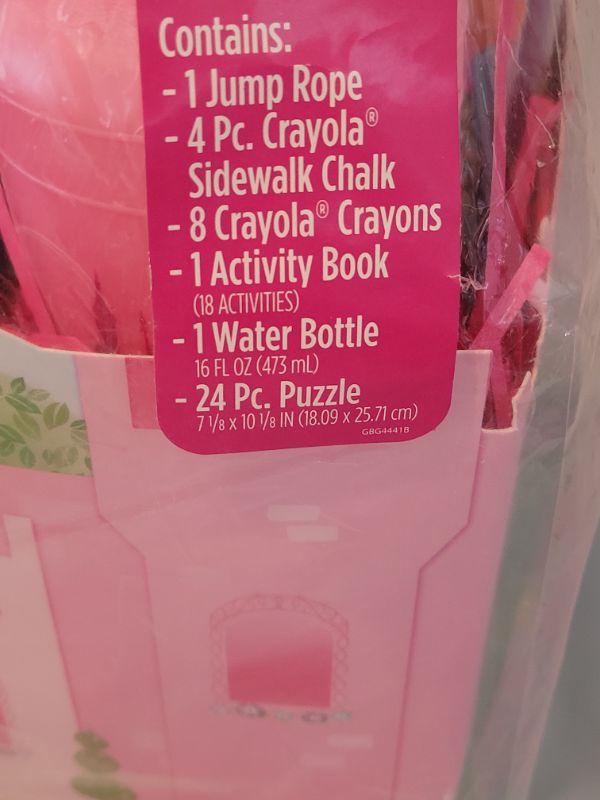 Contains:
- 1 Jump Rope
- 4 Pc. Crayola®
Sidewalk Chalk
- 8 Crayola® Crayons
- 1 Activity Book
(18 ACTIVITIES)
- 1 Water Bottle
16 FL OZ (473 mL)
- 24 Pc. Puzzle
7 1/8 x 10 1/8 IN (18.09 x 25.71 cm)
GBG4441B